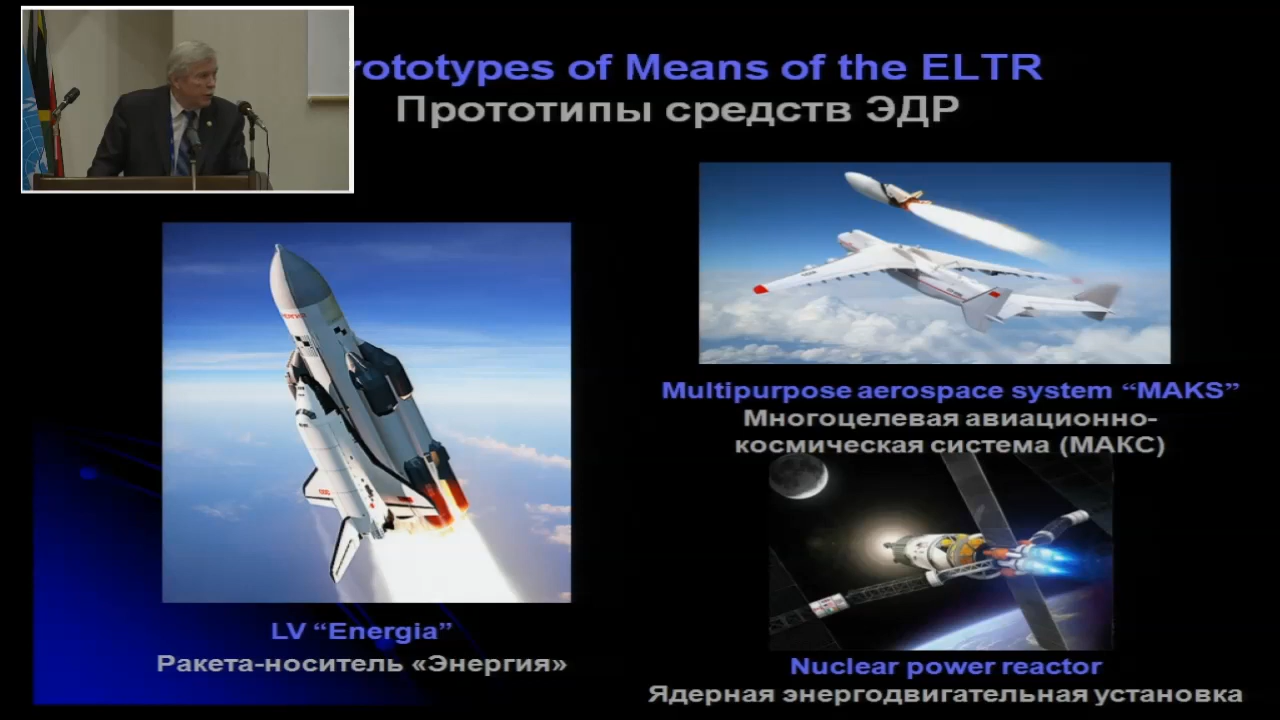 rototypes of Means of the ELTR
Прототипы средств ЭДР
Multipurpose aerospace system “MAKS”
Многоцелевая авиационно-
космическая система (МАКС)
LV “Energia”
Ракета-носитель «Энергия»
Nuclear power reactor
Ядерная энергодвигательная установка